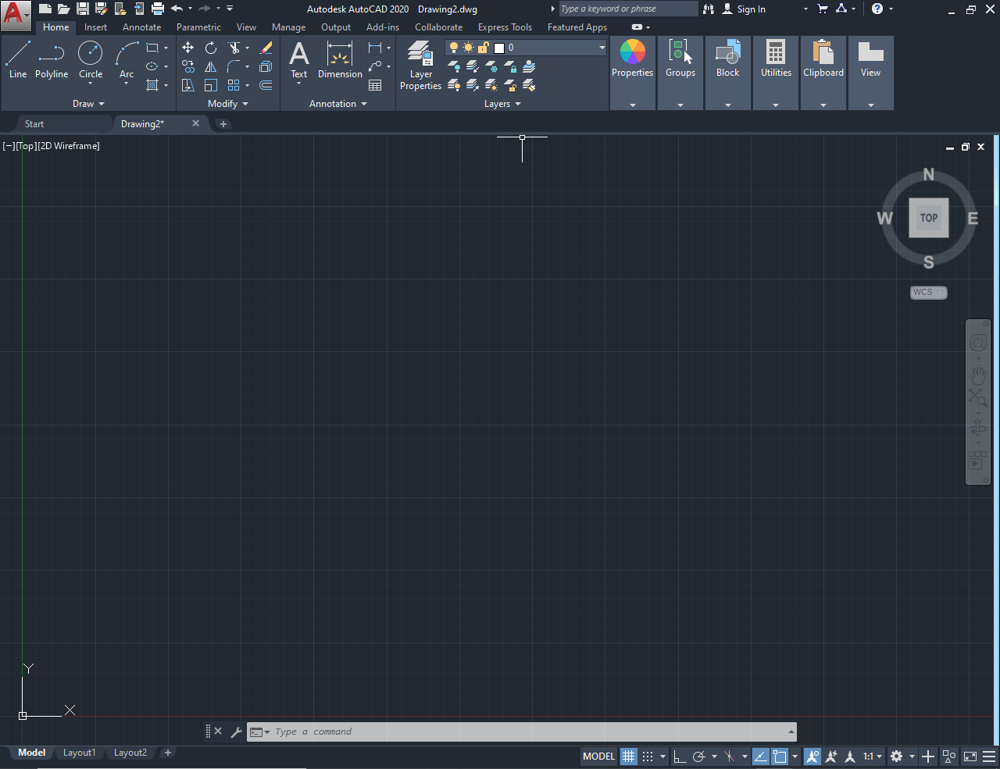 Autodesk AutoCAD 2020 Drawing2.dwg Type a keyword or phrase Sign In
Home Insert Annotate Parametric View Manage Output Add-ins Collaborate Express Tools Featured Apps
0
Line Polyline Circle Arc Text Dimension Layer Properties Properties Groups Block Utilities Clipboard View
Draw Modify Annotation Layers
Start Drawing2*
[−][Top][2D Wireframe]
N
W TOP E
S
WCS
Y
X
Type a command
Model Layout1 Layout2
MODEL 1:1